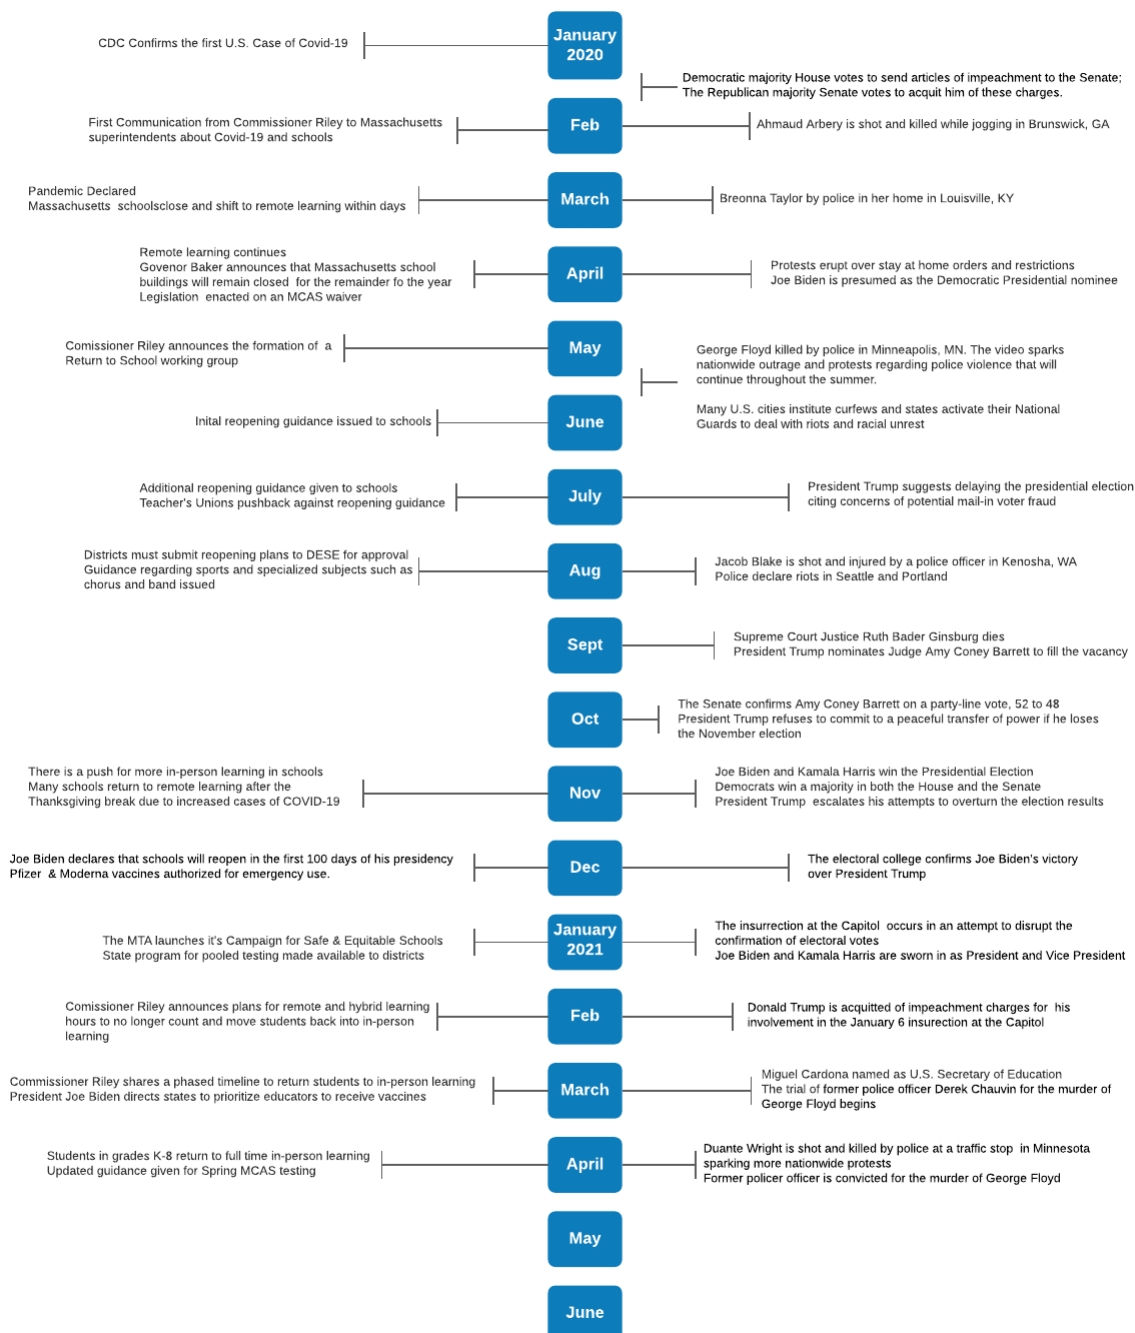 January
2020
CDC Confirms the first U.S. Case of Covid-19
Democratic majority House votes to send articles of impeachment to the Senate;
The Republican majority Senate votes to acquit him of these charges.
First Communication from Commissioner Riley to Massachusetts
superintendents about Covid-19 and schools
Feb
Ahmaud Arbery is shot and killed while jogging in Brunswick, GA
Pandemic Declared
Massachusetts schoolsclose and shift to remote learning within days
March
Breonna Taylor by police in her home in Louisville, KY
Remote learning continues
Govenor Baker announces that Massachusetts school
buildings will remain closed for the remainder fo the year
Legislation enacted on an MCAS waiver
April
Protests erupt over stay at home orders and restrictions
Joe Biden is presumed as the Democratic Presidential nominee
Comissioner Riley announces the formation of a
Return to School working group
May
George Floyd killed by police in Minneapolis, MN. The video sparks
nationwide outrage and protests regarding police violence that will
continue throughout the summer.
Many U.S. cities institute curfews and states activate their National
Guards to deal with riots and racial unrest
Inital reopening guidance issued to schools
June
Additional reopening guidance given to schools
Teacher's Unions pushback against reopening guidance
July
President Trump suggests delaying the presidential election
citing concerns of potential mail-in voter fraud
Districts must submit reopening plans to DESE for approval
Guidance regarding sports and specialized subjects such as
chorus and band issued
Aug
Jacob Blake is shot and injured by a police officer in Kenosha, WA
Police declare riots in Seattle and Portland
Sept
Supreme Court Justice Ruth Bader Ginsburg dies
President Trump nominates Judge Amy Coney Barrett to fill the vacancy
Oct
The Senate confirms Amy Coney Barrett on a party-line vote, 52 to 48
President Trump refuses to commit to a peaceful transfer of power if he loses
the November election
There is a push for more in-person learning in schools
Many schools return to remote learning after the
Thanksgiving break due to increased cases of COVID-19
Nov
Joe Biden and Kamala Harris win the Presidential Election
Democrats win a majority in both the House and the Senate
President Trump escalates his attempts to overturn the election results
Joe Biden declares that schools will reopen in the first 100 days of his presidency
Pfizer & Moderna vaccines authorized for emergency use.
Dec
The electoral college confirms Joe Biden's victory
over President Trump
The MTA launches it's Campaign for Safe & Equitable Schools
State program for pooled testing made available to districts
January
2021
The insurrection at the Capitol occurs in an attempt to disrupt the
confirmation of electoral votes
Joe Biden and Kamala Harris are sworn in as President and Vice President
Comissioner Riley announces plans for remote and hybrid learning
hours to no longer count and move students back into in-person
learning
Feb
Donald Trump is acquitted of impeachment charges for his
involvement in the January 6 insurection at the Capitol
Commissioner Riley shares a phased timeline to return students to in-person learning
President Joe Biden directs states to prioritize educators to receive vaccines
March
Miguel Cardona named as U.S. Secretary of Education
The trial of former police officer Derek Chauvin for the murder of
George Floyd begins
Students in grades K-8 return to full time in-person learning
Updated guidance given for Spring MCAS testing
April
Duante Wright is shot and killed by police at a traffic stop in Minnesota
sparking more nationwide protests
Former policer officer is convicted for the murder of George Floyd
May
June